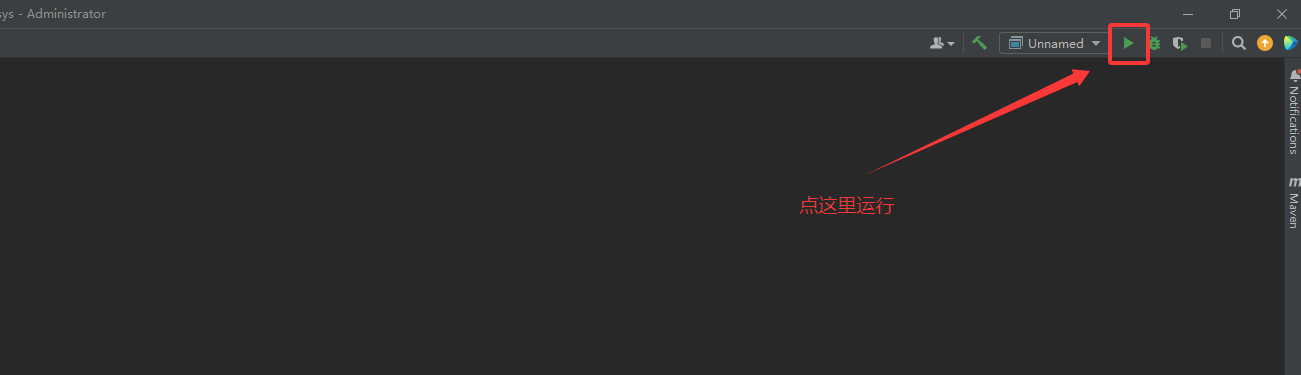 sys - Administrator
Unnamed
Notifications
m
Maven
点这里运行